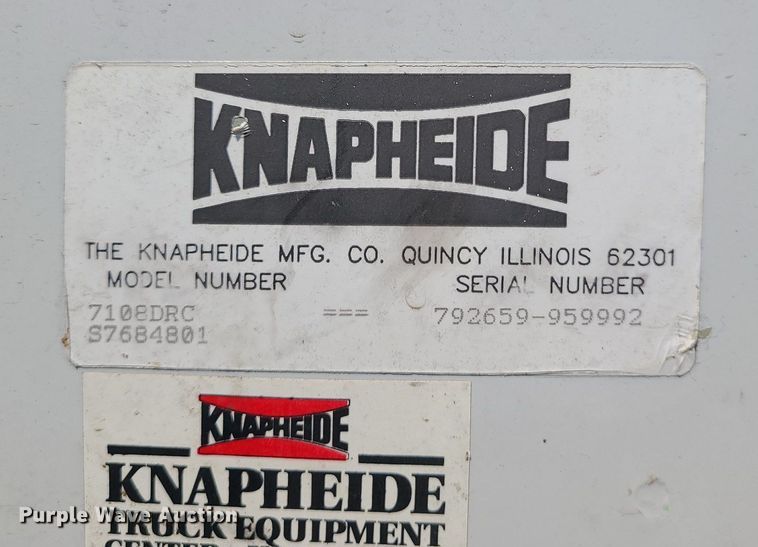 KNAPHEIDE
THE KNAPHEIDE MFG. CO. QUINCY ILLINOIS 62301
MODEL NUMBER SERIAL NUMBER
7108DRC === 792659-959992
S7684801
KNAPHEIDE
KNAPHEIDE
TRUCK EQUIPMENT
CENTER
Purple Wave Auction